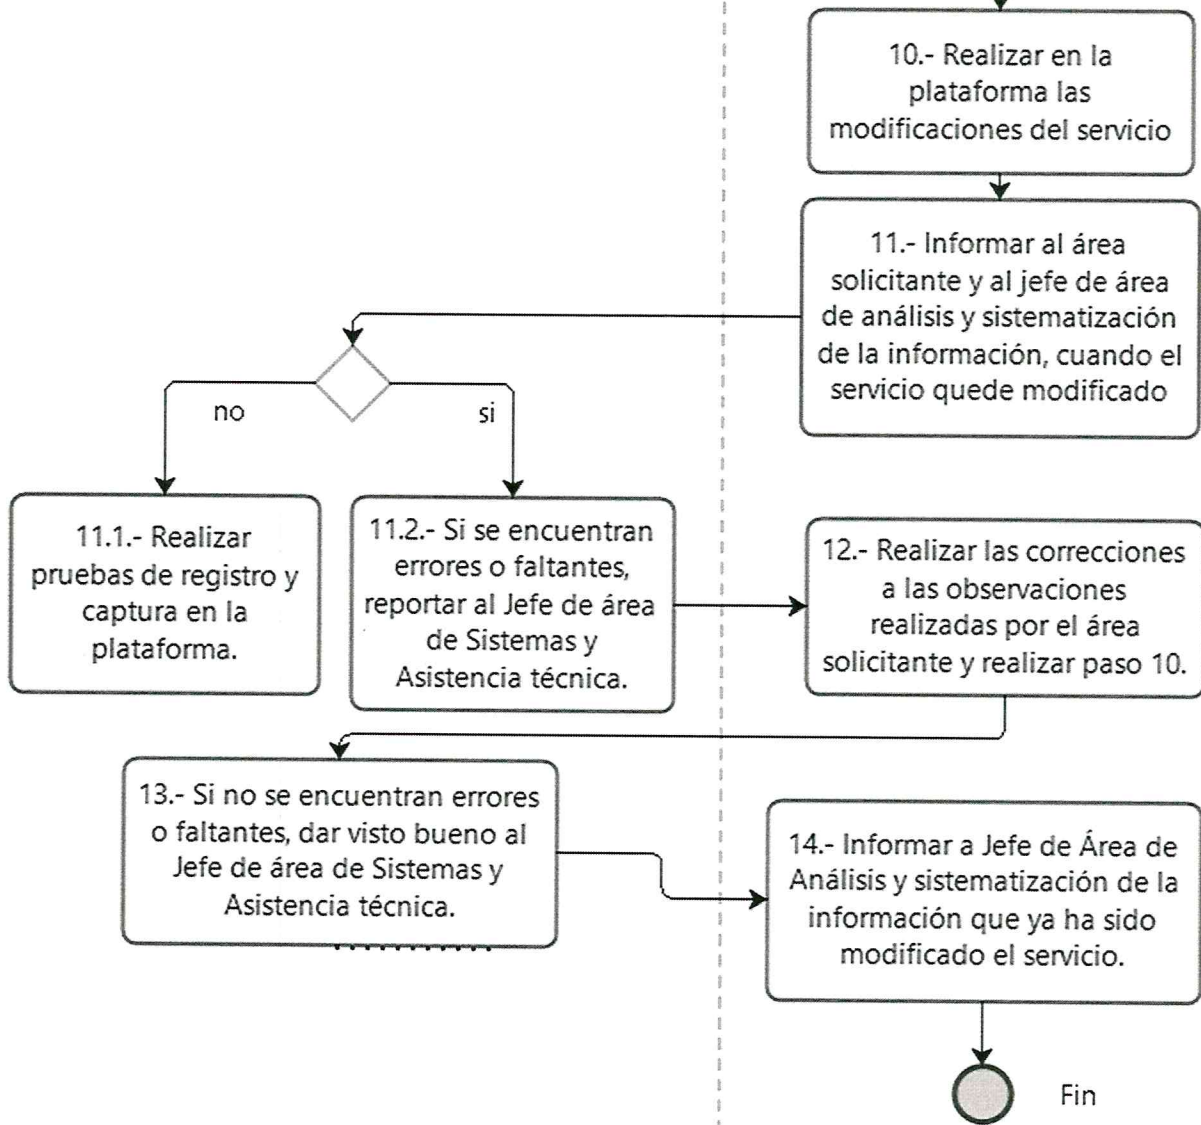 10.- Realizar en la
plataforma las
modificaciones del servicio
11.- Informar al área
solicitante y al jefe de área
de análisis y sistematización
de la información, cuando el
servicio quede modificado
no
si
11.1.- Realizar
pruebas de registro y
captura en la
plataforma.
11.2.- Si se encuentran
errores o faltantes,
reportar al Jefe de área
de Sistemas y
Asistencia técnica.
12.- Realizar las correcciones
a las observaciones
realizadas por el área
solicitante y realizar paso 10.
13.- Si no se encuentran errores
o faltantes, dar visto bueno al
Jefe de área de Sistemas y
Asistencia técnica.
14.- Informar a Jefe de Área de
Análisis y sistematización de la
información que ya ha sido
modificado el servicio.
Fin